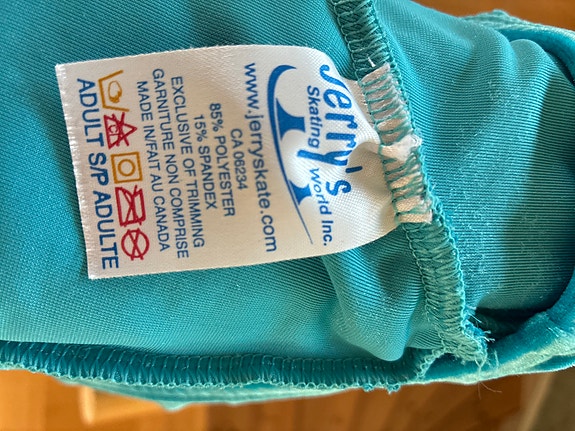 Jerry's
Skating World Inc.
www.jerryskate.com
CA 06234
85% POLYESTER
15% SPANDEX
EXCLUSIVE OF TRIMMING
GARNITURE NON COMPRISE
MADE IN/FAIT AU CANADA
ADULT S/P ADULTE